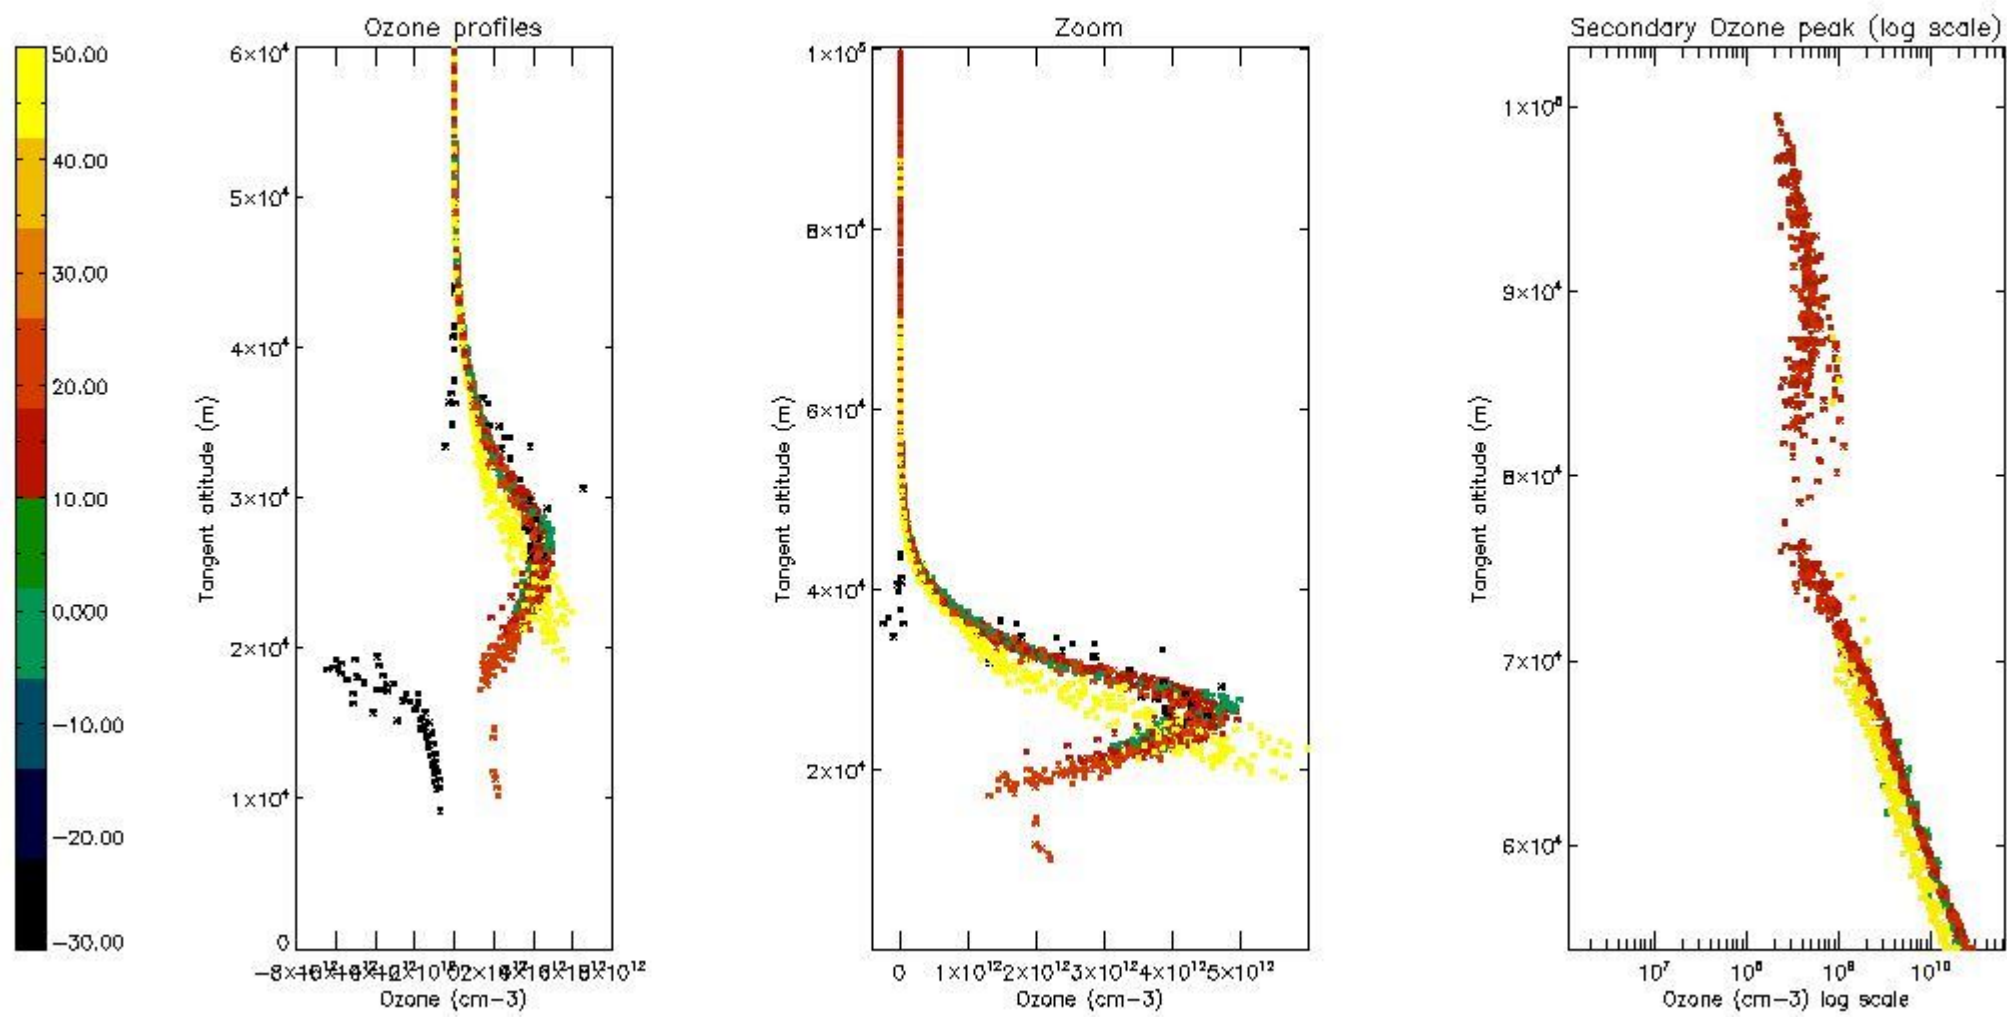 Ozone profiles
Zoom
Secondary Ozone peak (log scale)
50.00
40.00
30.00
20.00
10.00
0.000
−10.00
−20.00
−30.00
6×10⁴
5×10⁴
4×10⁴
3×10⁴
2×10⁴
1×10⁴
0
Tangent altitude (m)
Ozone (cm−3)
1×10⁵
8×10⁴
6×10⁴
4×10⁴
2×10⁴
Tangent altitude (m)
0 1×10¹² 2×10¹² 3×10¹² 4×10¹² 5×10¹²
Ozone (cm−3)
9×10⁴
8×10⁴
7×10⁴
6×10⁴
Tangent altitude (m)
10⁷ 10⁸ 10⁹ 10¹⁰
Ozone (cm−3) log scale